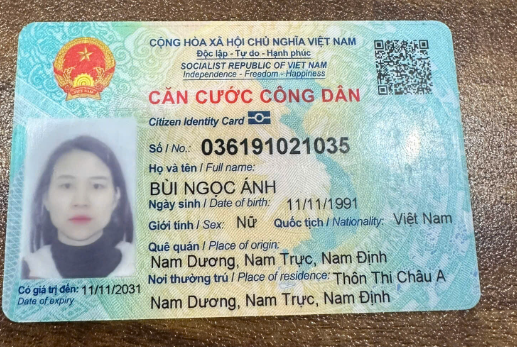 CỘNG HÒA XÃ HỘI CHỦ NGHĨA VIỆT NAM
Độc lập - Tự do - Hạnh phúc
SOCIALIST REPUBLIC OF VIET NAM
Independence - Freedom - Happiness
CĂN CƯỚC CÔNG DÂN
Citizen Identity Card
Số / No.: 036191021035
Họ và tên / Full name:
BÙI NGỌC ÁNH
Ngày sinh / Date of birth: 11/11/1991
Giới tính / Sex: Nữ Quốc tịch / Nationality: Việt Nam
Quê quán / Place of origin:
Nam Dương, Nam Trực, Nam Định
Nơi thường trú / Place of residence: Thôn Thi Châu A
Nam Dương, Nam Trực, Nam Định
Có giá trị đến: 11/11/2031
Date of expiry